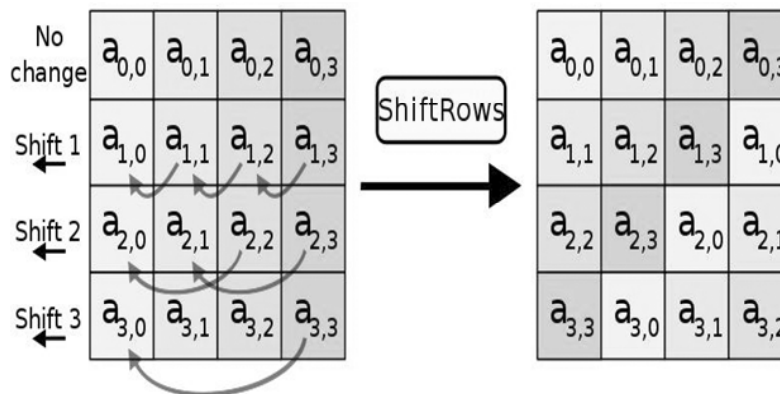 No change a0,0 a0,1 a0,2 a0,3
Shift 1 a1,0 a1,1 a1,2 a1,3
Shift 2 a2,0 a2,1 a2,2 a2,3
Shift 3 a3,0 a3,1 a3,2 a3,3
ShiftRows
a0,0 a0,1 a0,2 a0,3
a1,1 a1,2 a1,3 a1,0
a2,2 a2,3 a2,0 a2,1
a3,3 a3,0 a3,1 a3,2